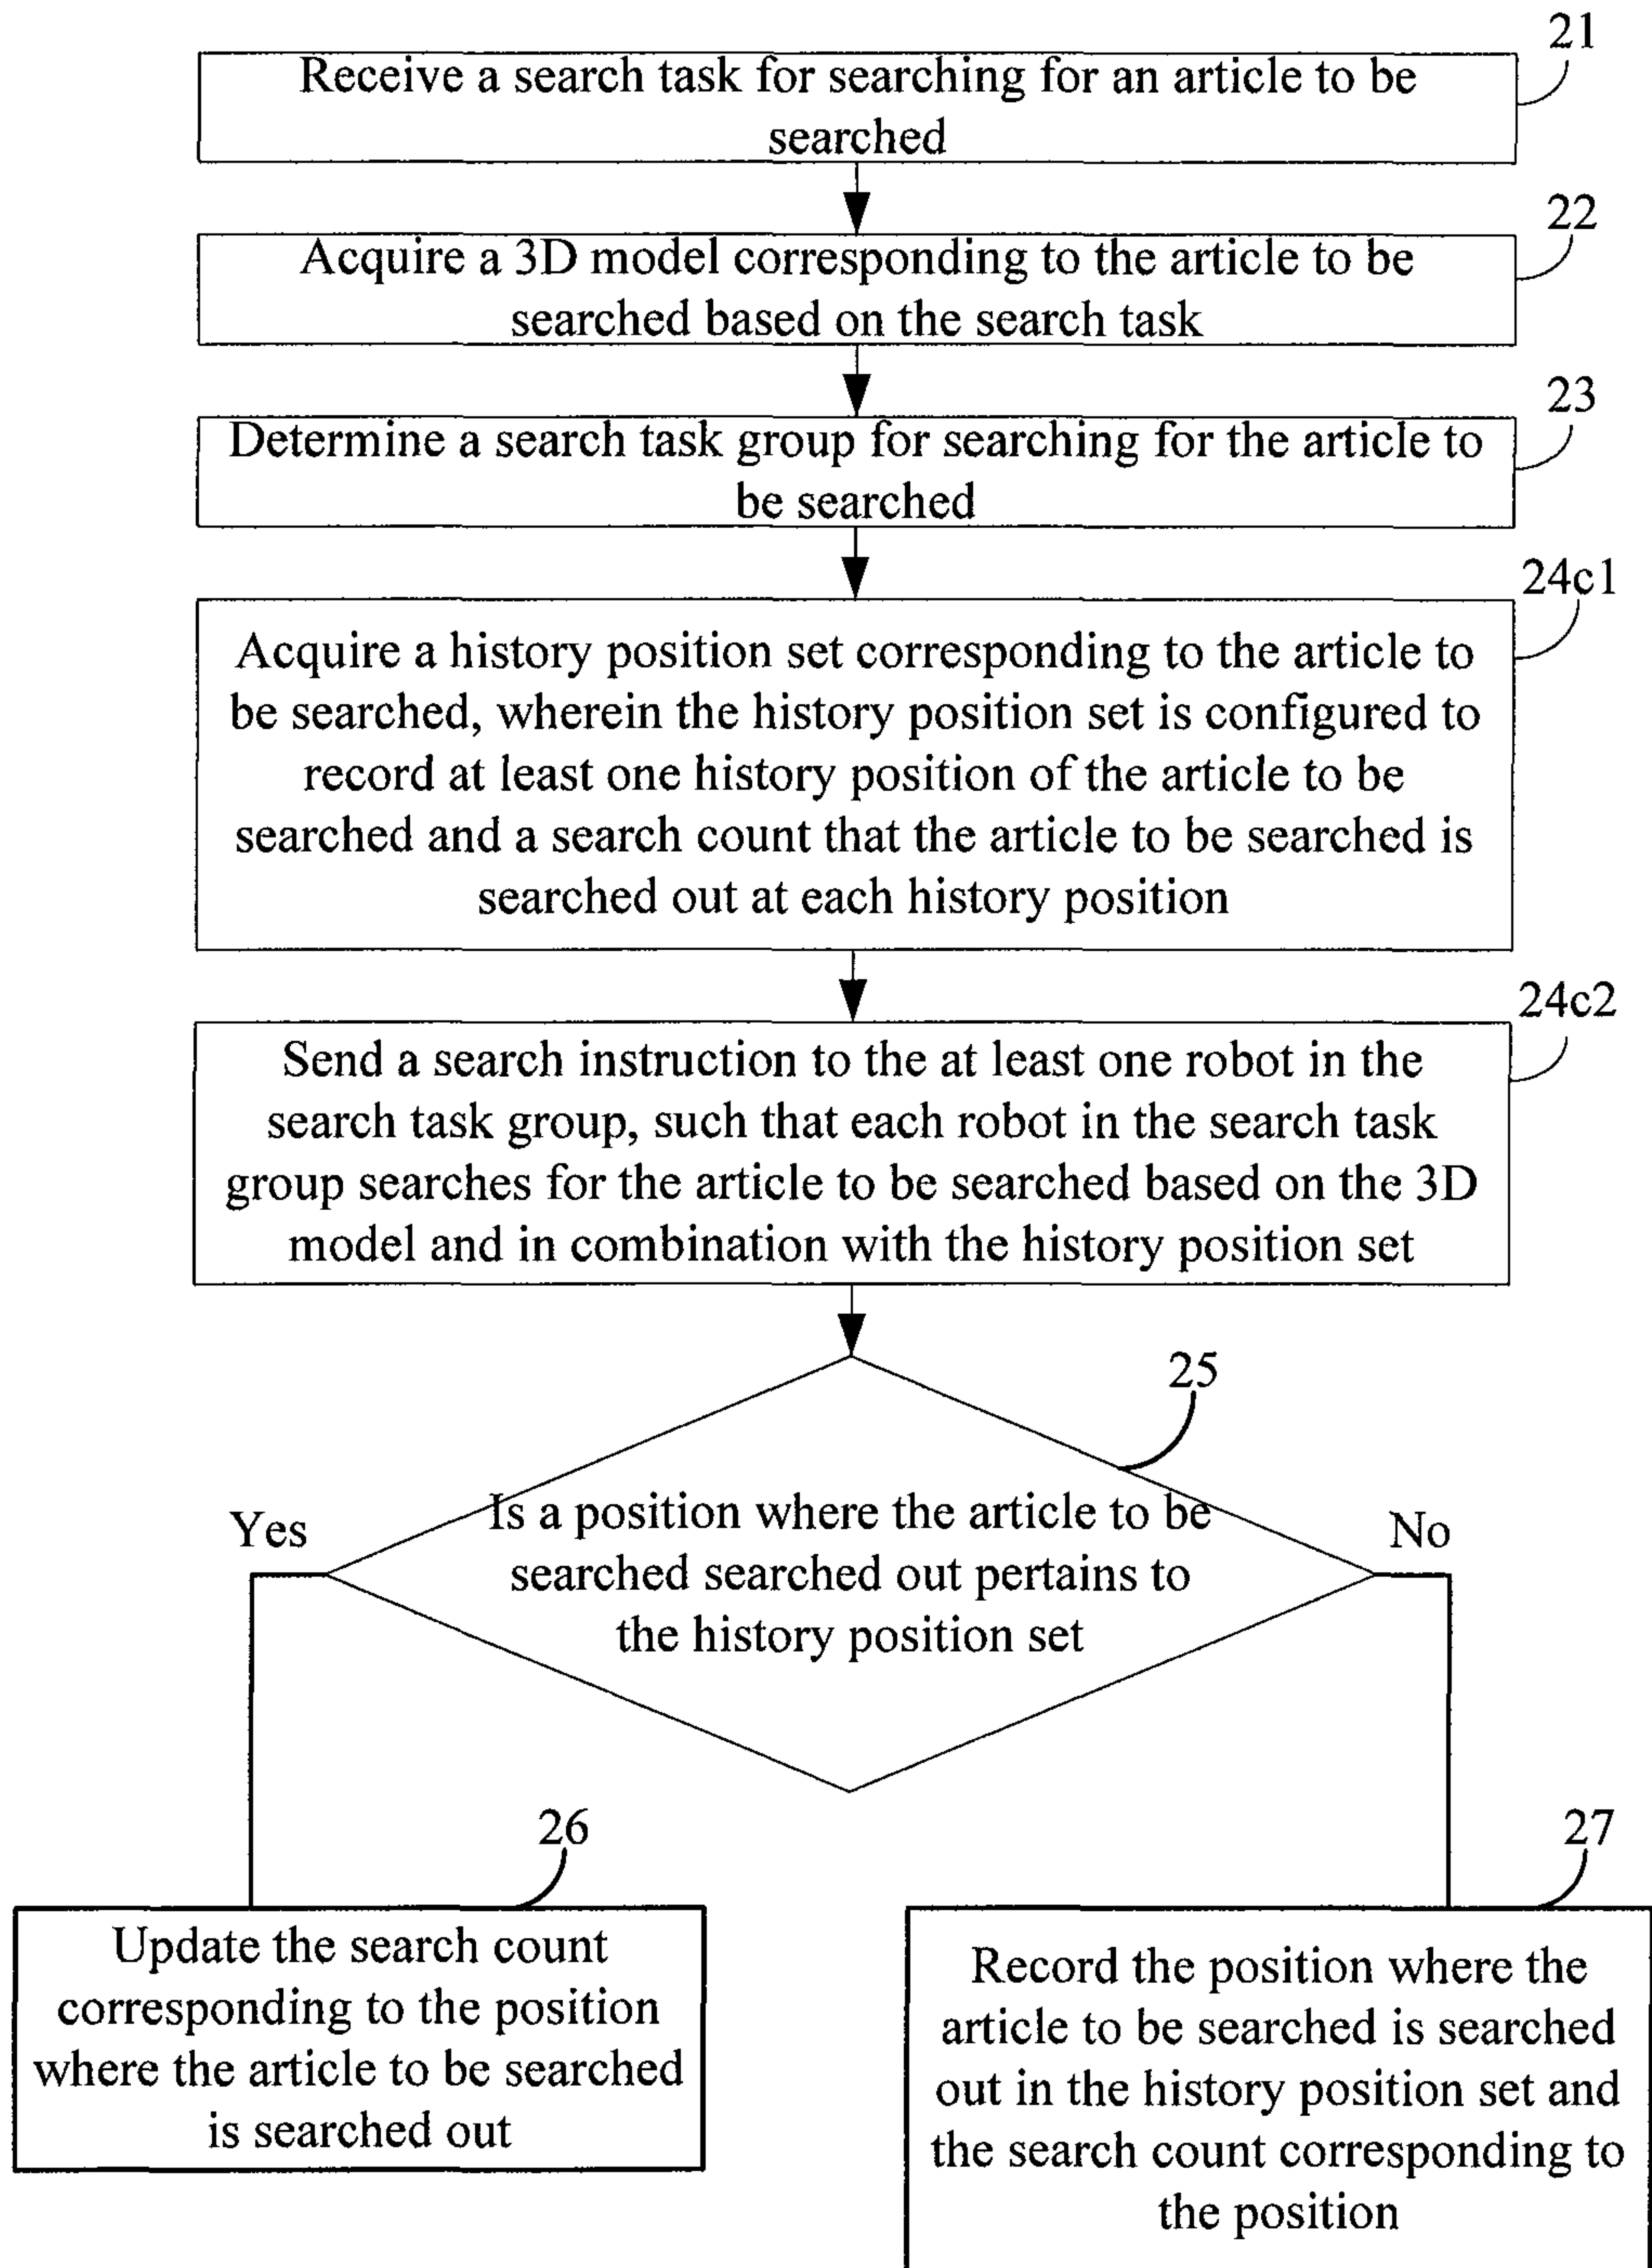 21
Receive a search task for searching for an article to be
searched
22
Acquire a 3D model corresponding to the article to be
searched based on the search task
23
Determine a search task group for searching for the article to
be searched
24c1
Acquire a history position set corresponding to the article to
be searched, wherein the history position set is configured to
record at least one history position of the article to be
searched and a search count that the article to be searched is
searched out at each history position
24c2
Send a search instruction to the at least one robot in the
search task group, such that each robot in the search task
group searches for the article to be searched based on the 3D
model and in combination with the history position set
25
Is a position where the article to be
searched searched out pertains to
the history position set
Yes
No
26
Update the search count
corresponding to the position
where the article to be searched
is searched out
27
Record the position where the
article to be searched is searched
out in the history position set and
the search count corresponding to
the position